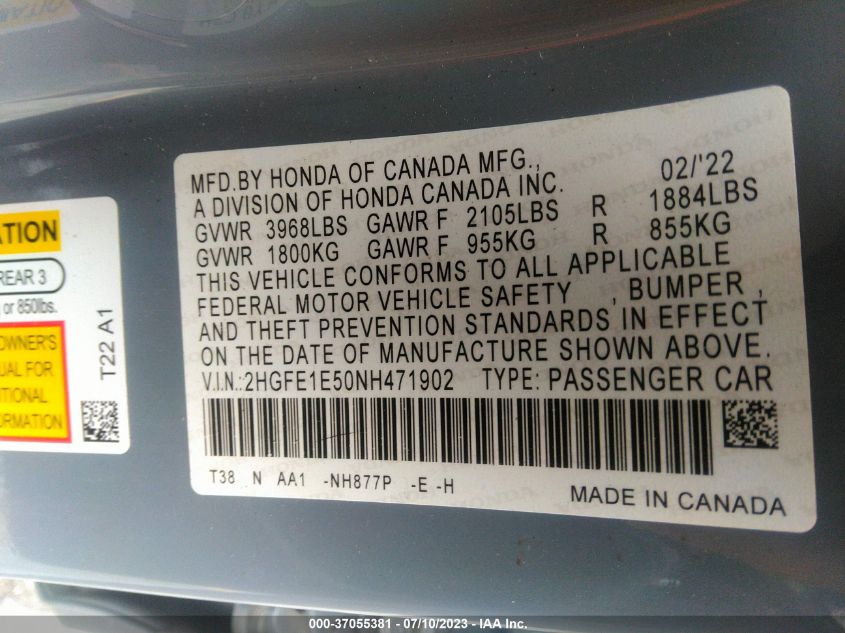 MFD.BY HONDA OF CANADA MFG., 02/'22
A DIVISION OF HONDA CANADA INC.
GVWR 3968LBS GAWR F 2105LBS R 1884LBS
GVWR 1800KG GAWR F 955KG R 855KG
THIS VEHICLE CONFORMS TO ALL APPLICABLE
FEDERAL MOTOR VEHICLE SAFETY , BUMPER ,
AND THEFT PREVENTION STANDARDS IN EFFECT
ON THE DATE OF MANUFACTURE SHOWN ABOVE.
V.I.N.:2HGFE1E50NH471902 TYPE: PASSENGER CAR
T38 N AA1 -NH877P -E -H
MADE IN CANADA
ATION
REAR 3
or 850lbs.
OWNER'S
UAL FOR
ITIONAL
ORMATION
T22 A1
000-37055381 - 07/10/2023 - IAA Inc.